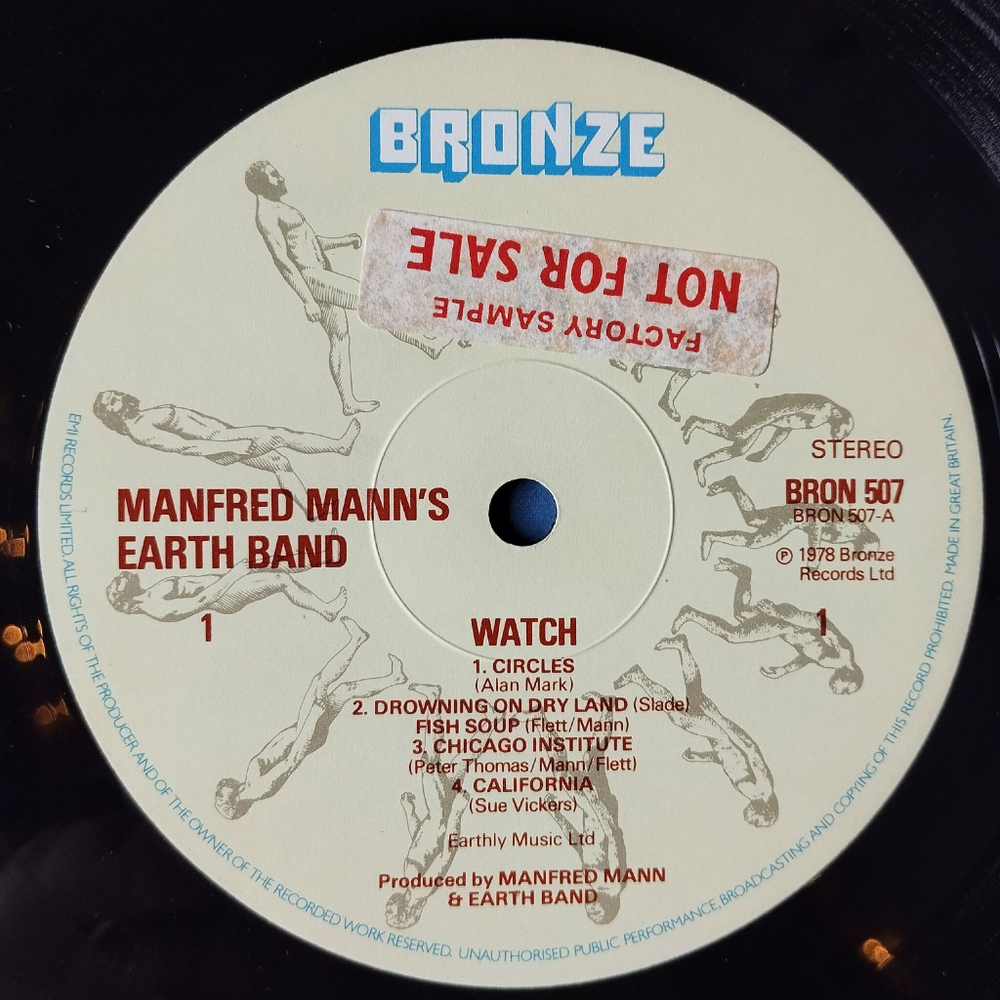 BRONZE
NOT FOR SALE
FACTORY SAMPLE
STEREO
BRON 507
BRON 507-A
℗ 1978 Bronze
Records Ltd
1
MANFRED MANN'S
EARTH BAND
1
WATCH
1. CIRCLES
(Alan Mark)
2. DROWNING ON DRY LAND (Slade)
FISH SOUP (Flett/Mann)
3. CHICAGO INSTITUTE
(Peter Thomas/Mann/Flett)
4. CALIFORNIA
(Sue Vickers)
Earthly Music Ltd
Produced by MANFRED MANN
& EARTH BAND
EMI RECORDS LIMITED. ALL RIGHTS OF THE PRODUCER AND OF THE OWNER OF THE RECORDED WORK RESERVED. UNAUTHORISED PUBLIC PERFORMANCE, BROADCASTING AND COPYING OF THIS RECORD PROHIBITED. MADE IN GREAT BRITAIN.